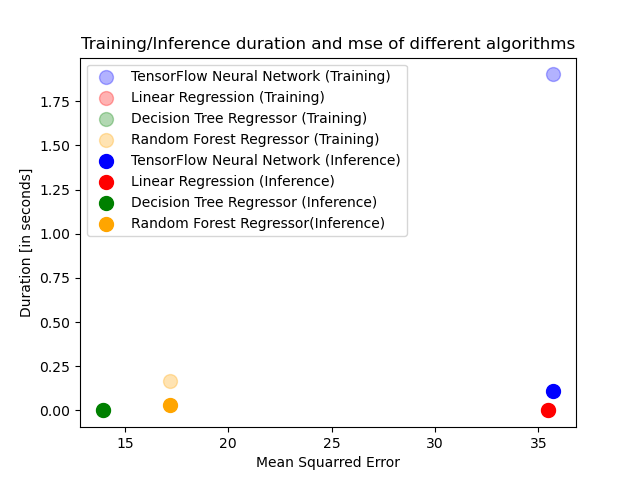 Training/Inference duration and mse of different algorithms
TensorFlow Neural Network (Training)
Linear Regression (Training)
Decision Tree Regressor (Training)
Random Forest Regressor (Training)
TensorFlow Neural Network (Inference)
Linear Regression (Inference)
Decision Tree Regressor (Inference)
Random Forest Regressor(Inference)
Duration [in seconds]
1.75
1.50
1.25
1.00
0.75
0.50
0.25
0.00
15 20 25 30 35
Mean Squarred Error